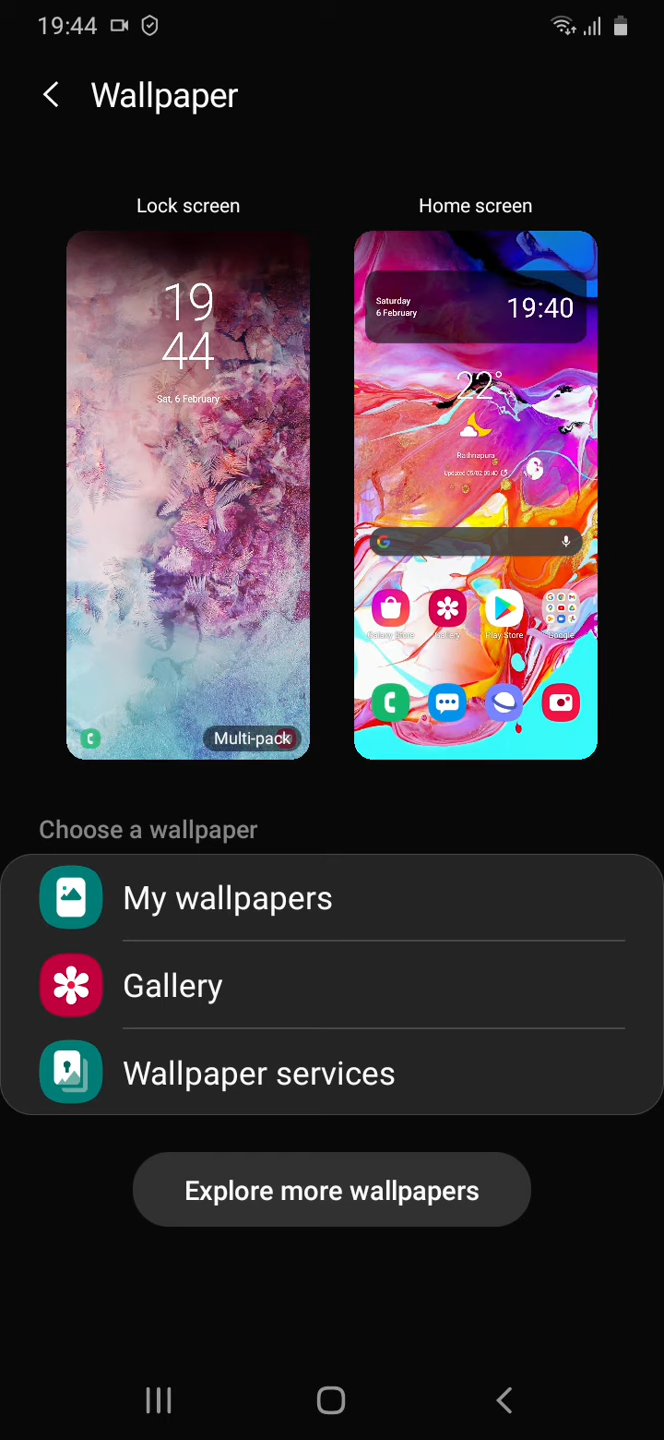 19:44
Wallpaper
Lock screen
Home screen
19
44
Sat, 6 February
Multi-pack
Saturday
6 February
19:40
22°
Rathnapura
Galaxy Store
Gallery
Play Store
Google
Choose a wallpaper
My wallpapers
Gallery
Wallpaper services
Explore more wallpapers